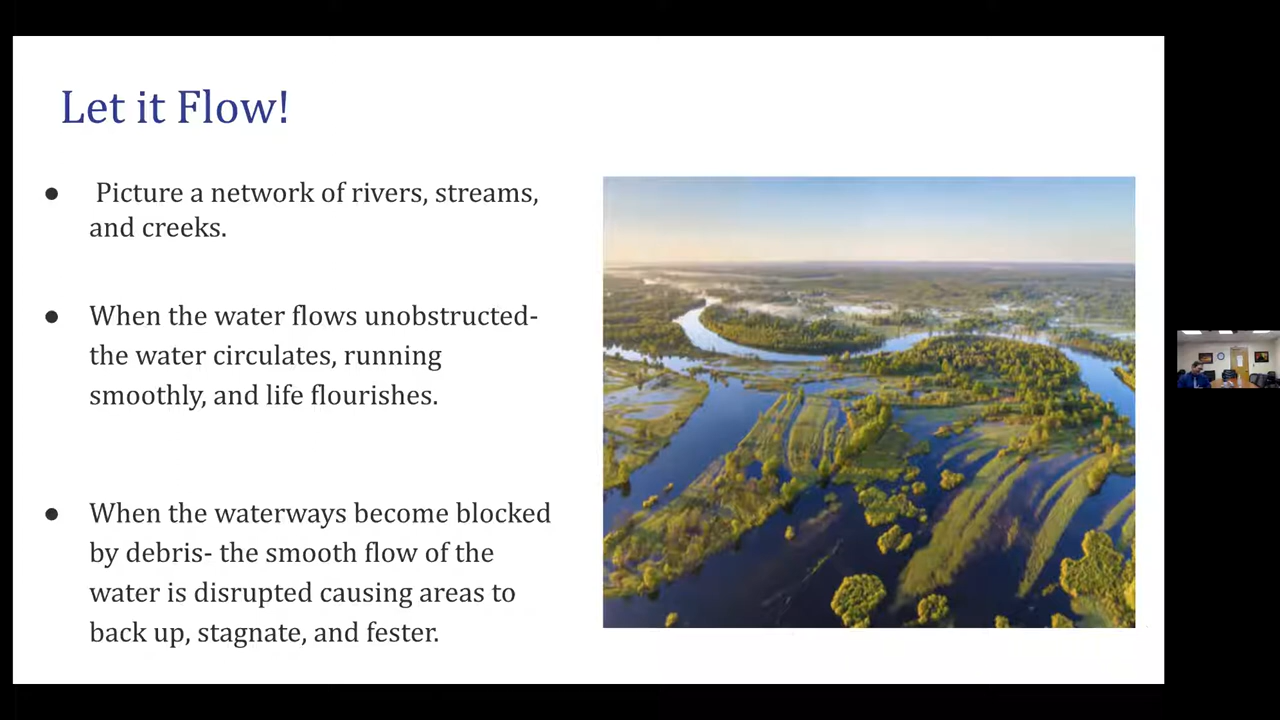 Let it Flow!
● Picture a network of rivers, streams,
and creeks.
● When the water flows unobstructed-
the water circulates, running
smoothly, and life flourishes.
● When the waterways become blocked
by debris- the smooth flow of the
water is disrupted causing areas to
back up, stagnate, and fester.